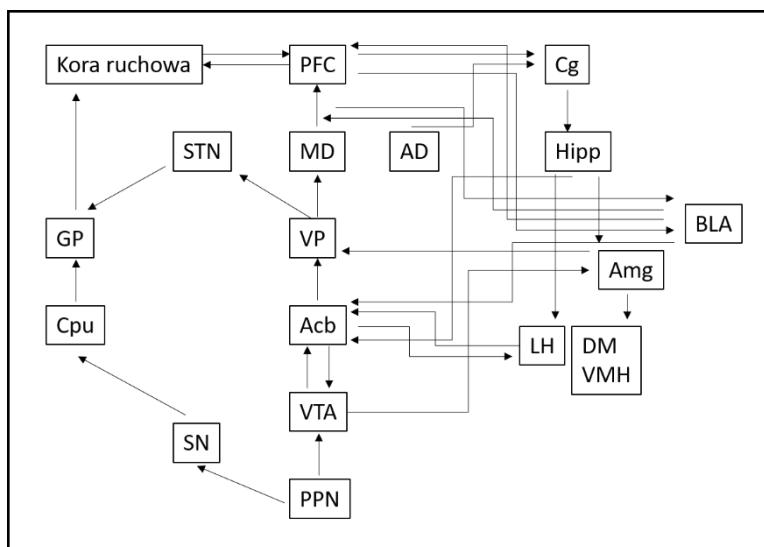 Kora ruchowa
PFC
Cg
STN
MD
AD
Hipp
GP
VP
BLA
Amg
Cpu
Acb
LH
DM
VMH
VTA
SN
PPN